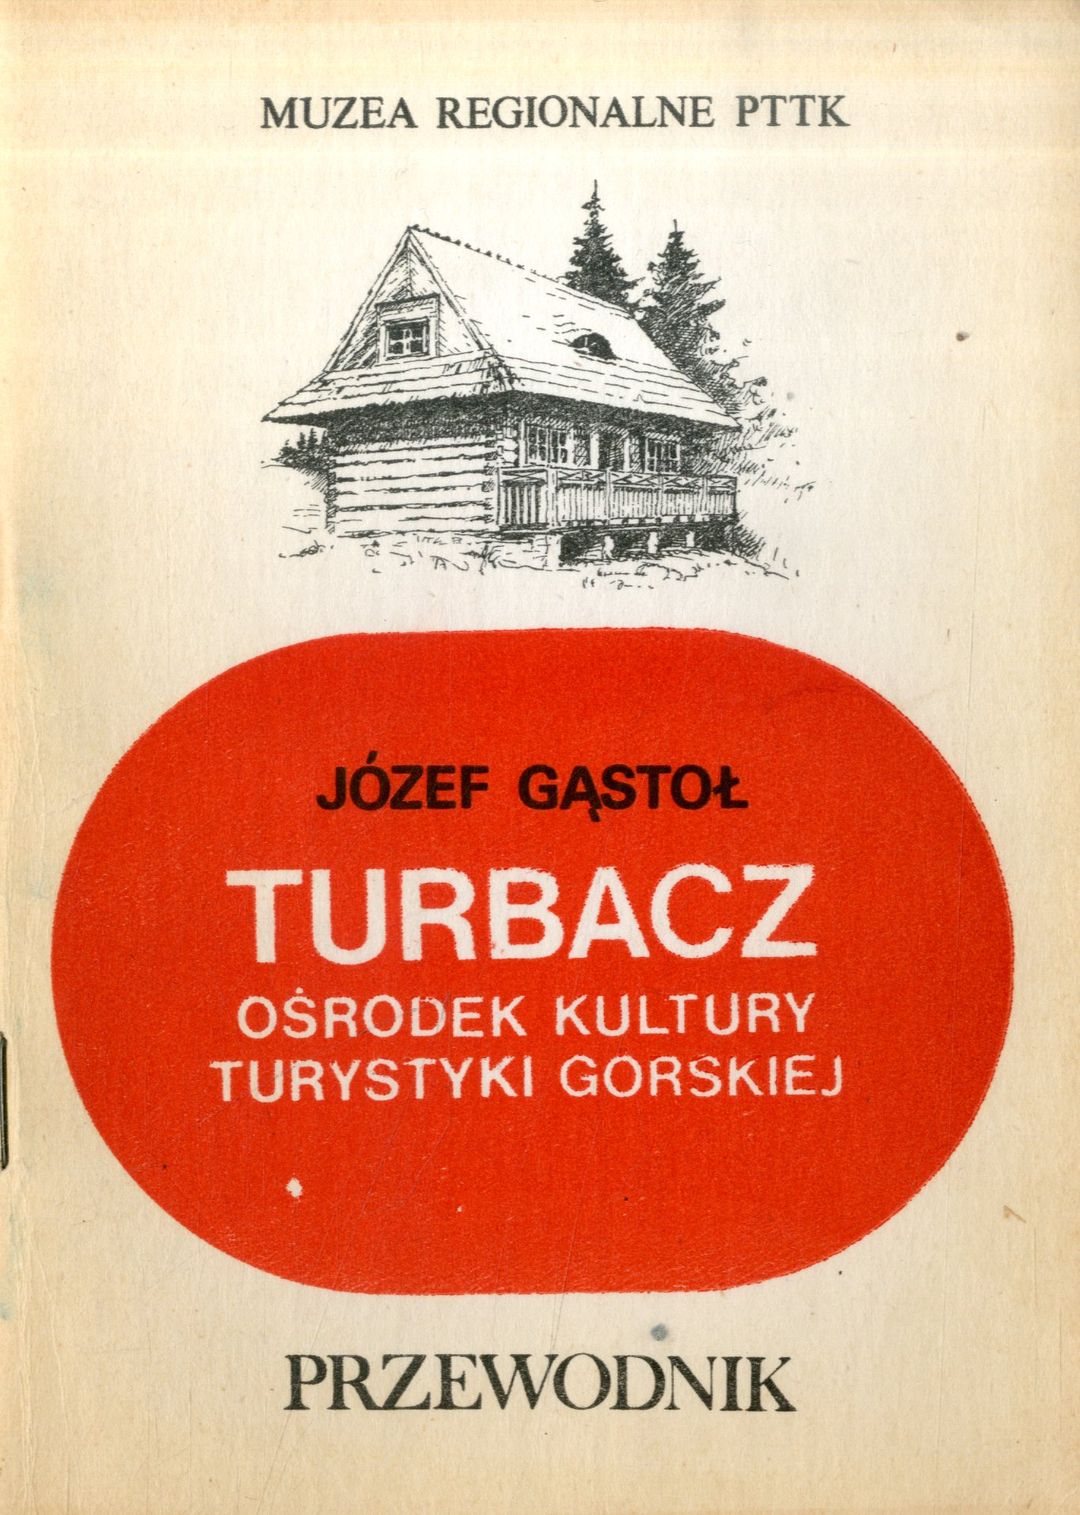 MUZEA REGIONALNE PTTK
JÓZEF GĄSTOŁ
TURBACZ
OŚRODEK KULTURY
TURYSTYKI GÓRSKIEJ
PRZEWODNIK